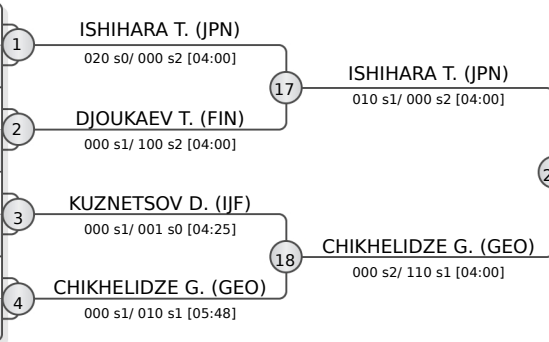 ISHIHARA T. (JPN)
1
020 s0/ 000 s2 [04:00]
17
ISHIHARA T. (JPN)
010 s1/ 000 s2 [04:00]
DJOUKAEV T. (FIN)
2
000 s1/ 100 s2 [04:00]
KUZNETSOV D. (IJF)
3
000 s1/ 001 s0 [04:25]
18
CHIKHELIDZE G. (GEO)
000 s2/ 110 s1 [04:00]
CHIKHELIDZE G. (GEO)
4
000 s1/ 010 s1 [05:48]